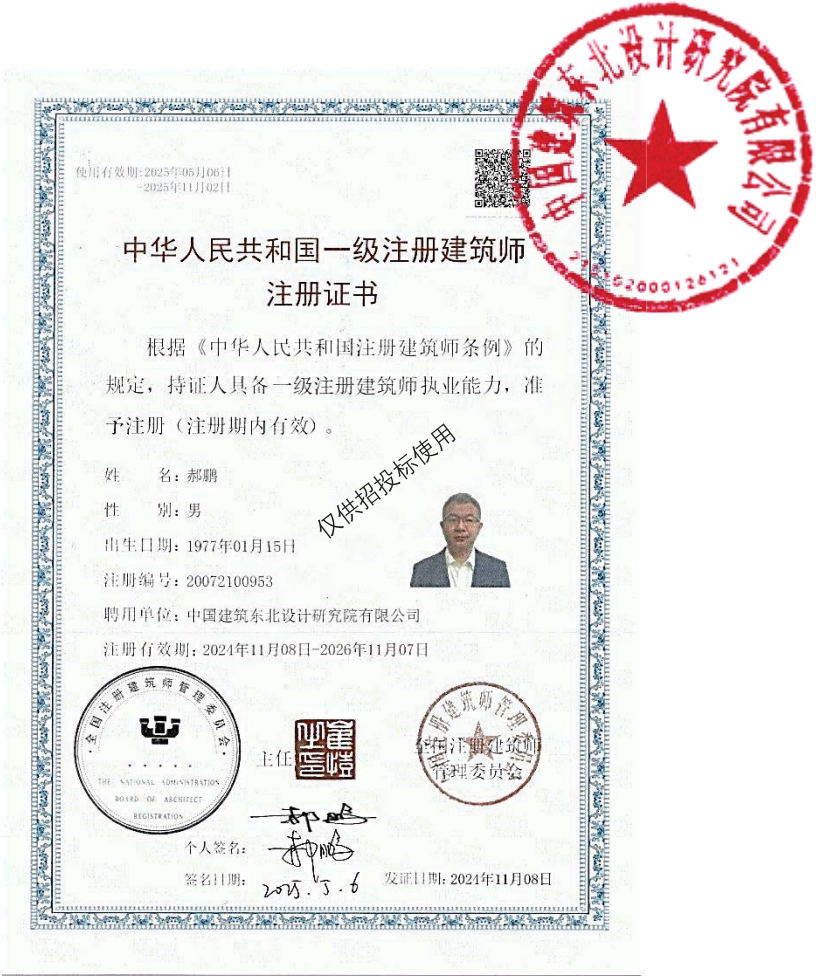 中国建筑东北设计研究院有限公司
使用有效期:2025年05月06日
-2025年11月02日
中华人民共和国一级注册建筑师
注册证书
根据《中华人民共和国注册建筑师条例》的
规定，持证人具备一级注册建筑师执业能力，准
予注册（注册期内有效）。
仅供招投标使用
姓 名：郝鹏
性 别：男
出生日期：1977年01月15日
注册编号：20072100953
聘用单位：中国建筑东北设计研究院有限公司
注册有效期：2024年11月08日-2026年11月07日
全国注册建筑师管理委员会
THE NATIONAL ADMINISTRATION
BOARD OF ARCHITECT
REGISTRATION
主任
全国注册建筑师
管理委员会
郝鹏
个人签名：郝鹏
签名日期：2025.5.6
发证日期：2024年11月08日